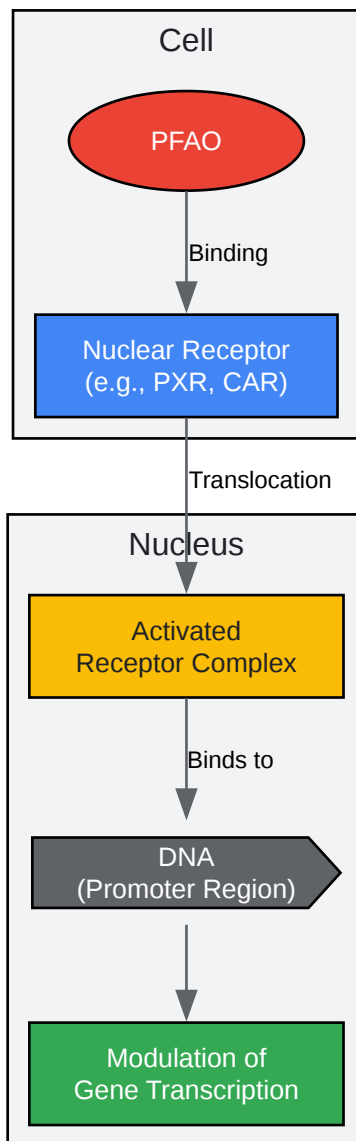 Cell
PFAO
Binding
Nuclear Receptor
(e.g., PXR, CAR)
Translocation
Nucleus
Activated
Receptor Complex
Binds to
DNA
(Promoter Region)
Modulation of
Gene Transcription